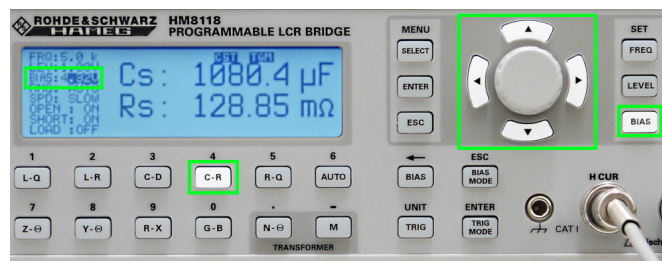 ROHDE&SCHWARZ HM8118
HAMEG PROGRAMMABLE LCR BRIDGE
MENU
SET
SELECT
FREQ
FRQ:5.0 k
CST TQM
Cs: 1080.4 µF
BIAS:
SPD: SLOW
Rs: 128.85 mΩ
OPEN : ON
SHORT: ON
LOAD :OFF
ENTER
LEVEL
ESC
BIAS
1 2 3 4 5 6
L-Q L-R C-D C-R R-Q AUTO
← ESC
BIAS BIAS MODE
H CUR
7 8 9 0 . –
Z-Θ Y-Θ R-X G-B N-Θ M
TRANSFORMER
UNIT ENTER
TRIG TRIG MODE
CAT I